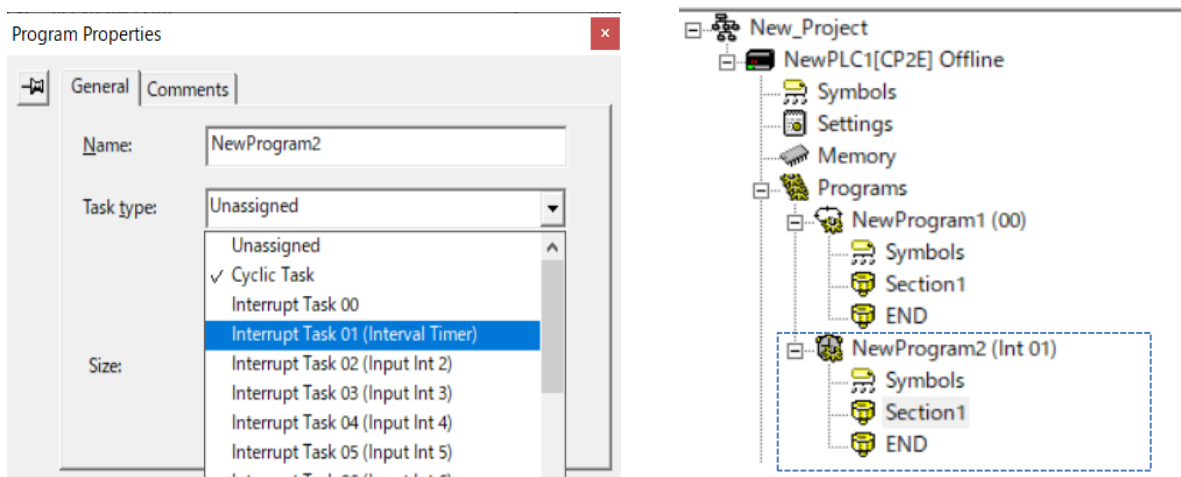 Program Properties
General
Comments
Name:
NewProgram2
Task type:
Unassigned
Unassigned
✓ Cyclic Task
Interrupt Task 00
Interrupt Task 01 (Interval Timer)
Interrupt Task 02 (Input Int 2)
Size:
Interrupt Task 03 (Input Int 3)
Interrupt Task 04 (Input Int 4)
Interrupt Task 05 (Input Int 5)
New_Project
NewPLC1[CP2E] Offline
Symbols
Settings
Memory
Programs
NewProgram1 (00)
Symbols
Section1
END
NewProgram2 (Int 01)
Symbols
Section1
END